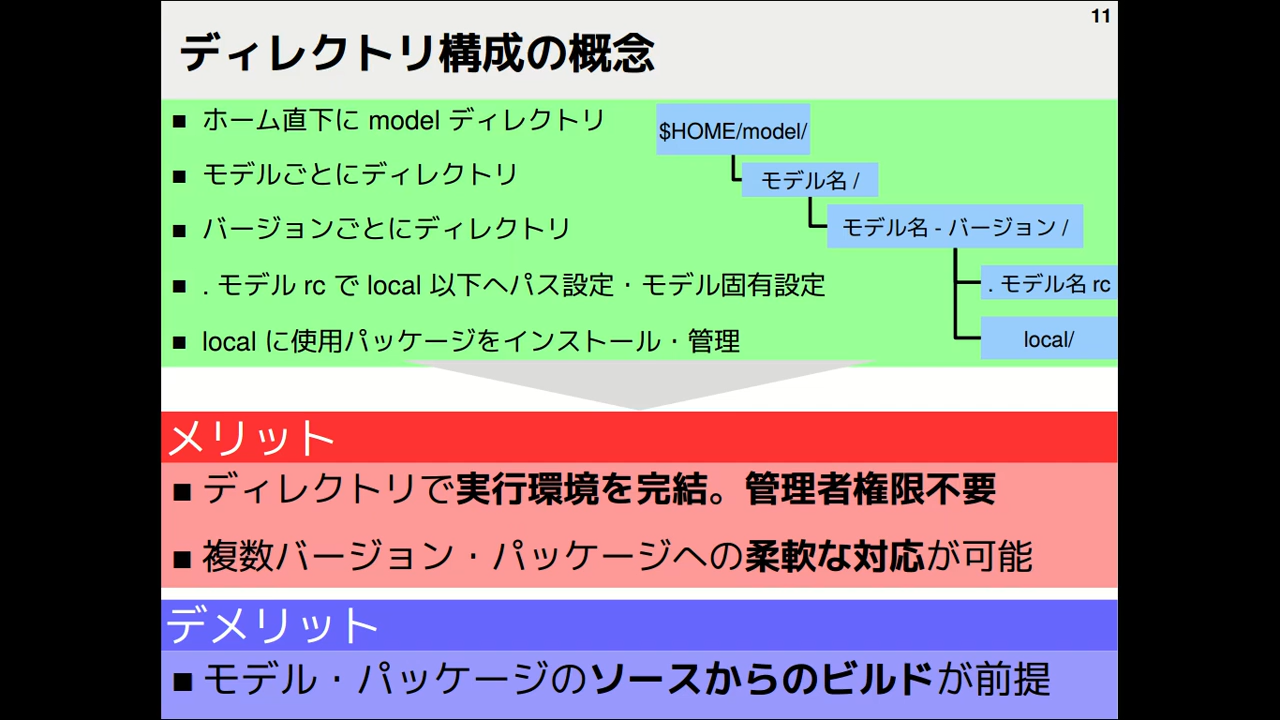 11
ディレクトリ構成の概念
■ ホーム直下に model ディレクトリ
■ モデルごとにディレクトリ
■ バージョンごとにディレクトリ
■ . モデル rc で local 以下へパス設定・モデル固有設定
■ local に使用パッケージをインストール・管理
$HOME/model/
モデル名 /
モデル名 - バージョン /
. モデル名 rc
local/
メリット
■ ディレクトリで実行環境を完結。管理者権限不要
■ 複数バージョン・パッケージへの柔軟な対応が可能
デメリット
■ モデル・パッケージのソースからのビルドが前提